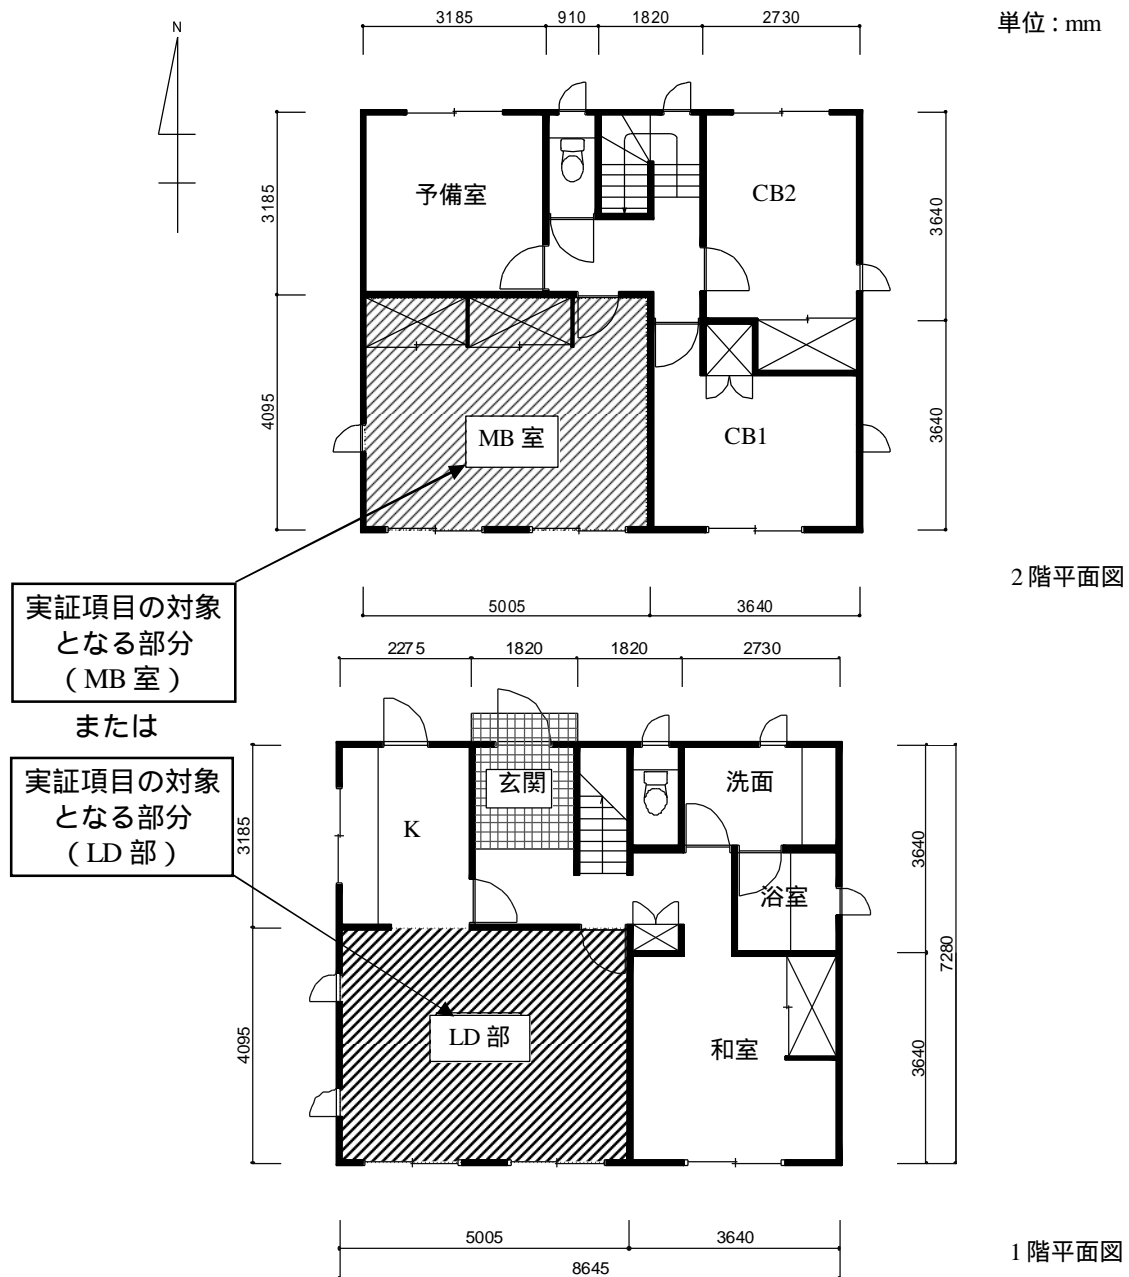 3185 910 1820 2730
単位：mm
N
3185
4095
予備室
CB2
MB 室
CB1
3640
3640
2 階平面図
5005 3640
実証項目の対象
となる部分
（MB 室）
または
実証項目の対象
となる部分
（LD 部）
2275 1820 1820 2730
3185
4095
K
玄関
洗面
浴室
LD 部
和室
3640
3640
7280
5005 3640
8645
1 階平面図